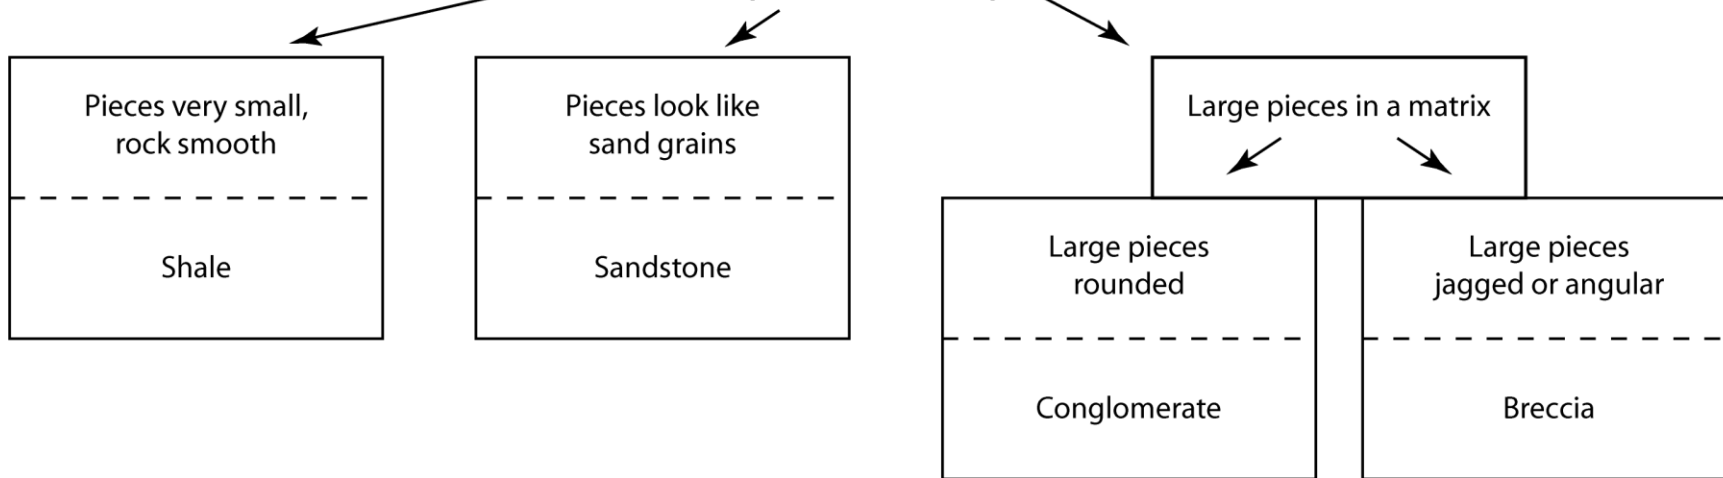 Pieces very small,
rock smooth
Shale
Pieces look like
sand grains
Sandstone
Large pieces in a matrix
Large pieces
rounded
Conglomerate
Large pieces
jagged or angular
Breccia